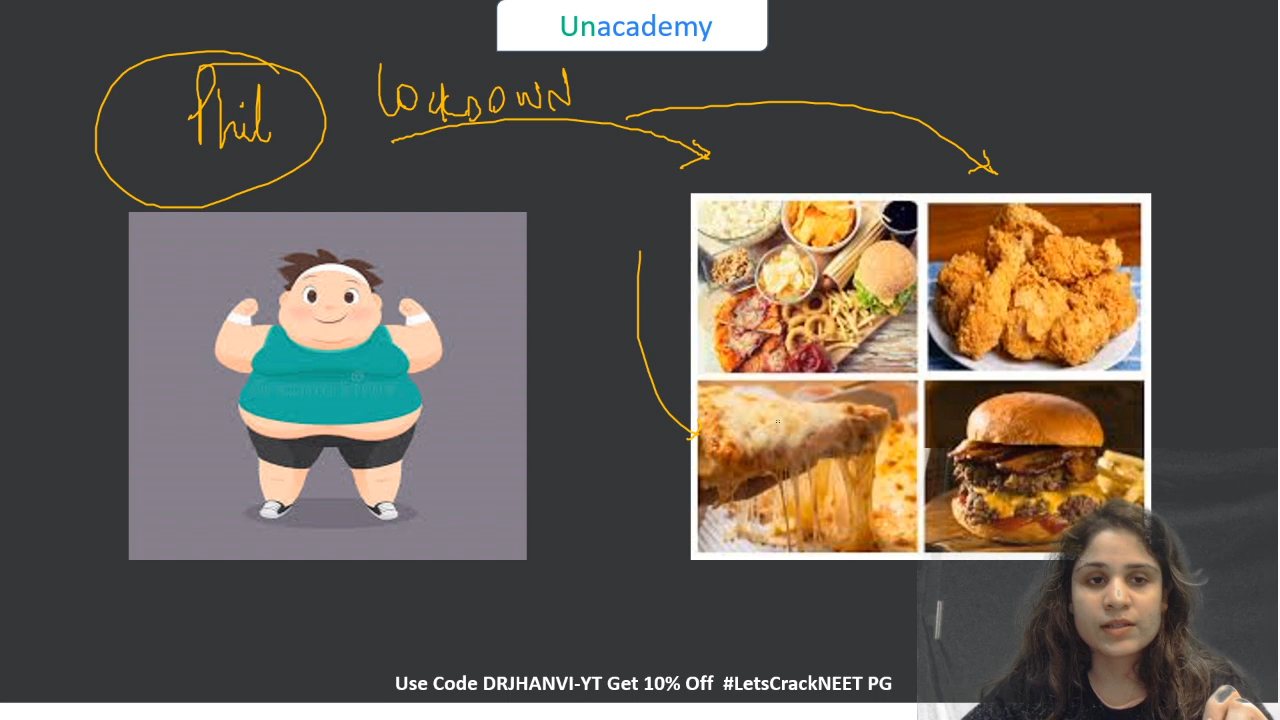 Unacademy
Phil
LOCKDOWN
Use Code DRJHANVI-YT Get 10% Off #LetsCrackNEET PG